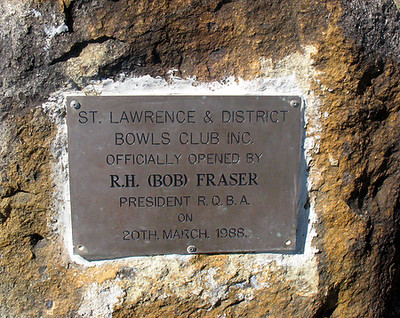 ST. LAWRENCE & DISTRICT
BOWLS CLUB INC.
OFFICIALLY OPENED BY
R.H. (BOB) FRASER
PRESIDENT R.Q.B.A.
ON
20TH. MARCH. 1988.